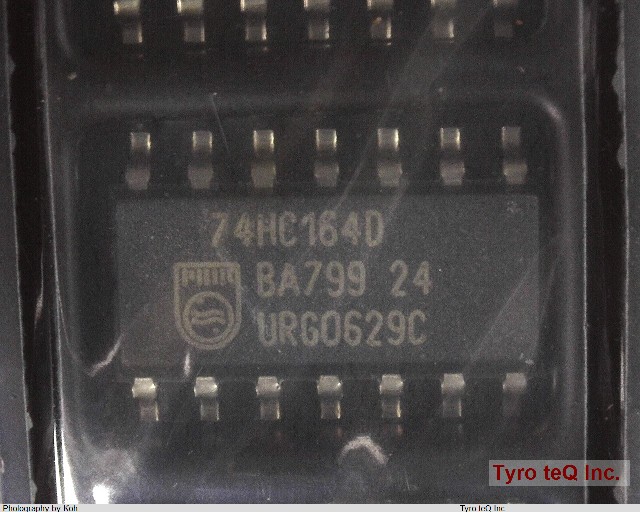 74HC164D
BA799 24
URG0629C
Tyro teQ Inc.
Photography by Koh
Tyro teQ Inc